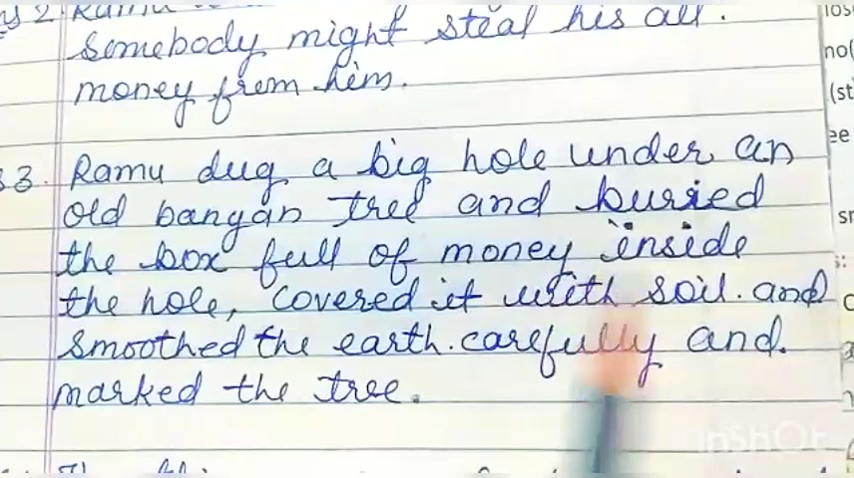 somebody might steal his all.
money from him.
3. Ramu dug a big hole under an
old banyan tree and buried
the box full of money inside
the hole, covered it with soil. and
smoothed the earth. carefully and.
marked the tree.
InShOt